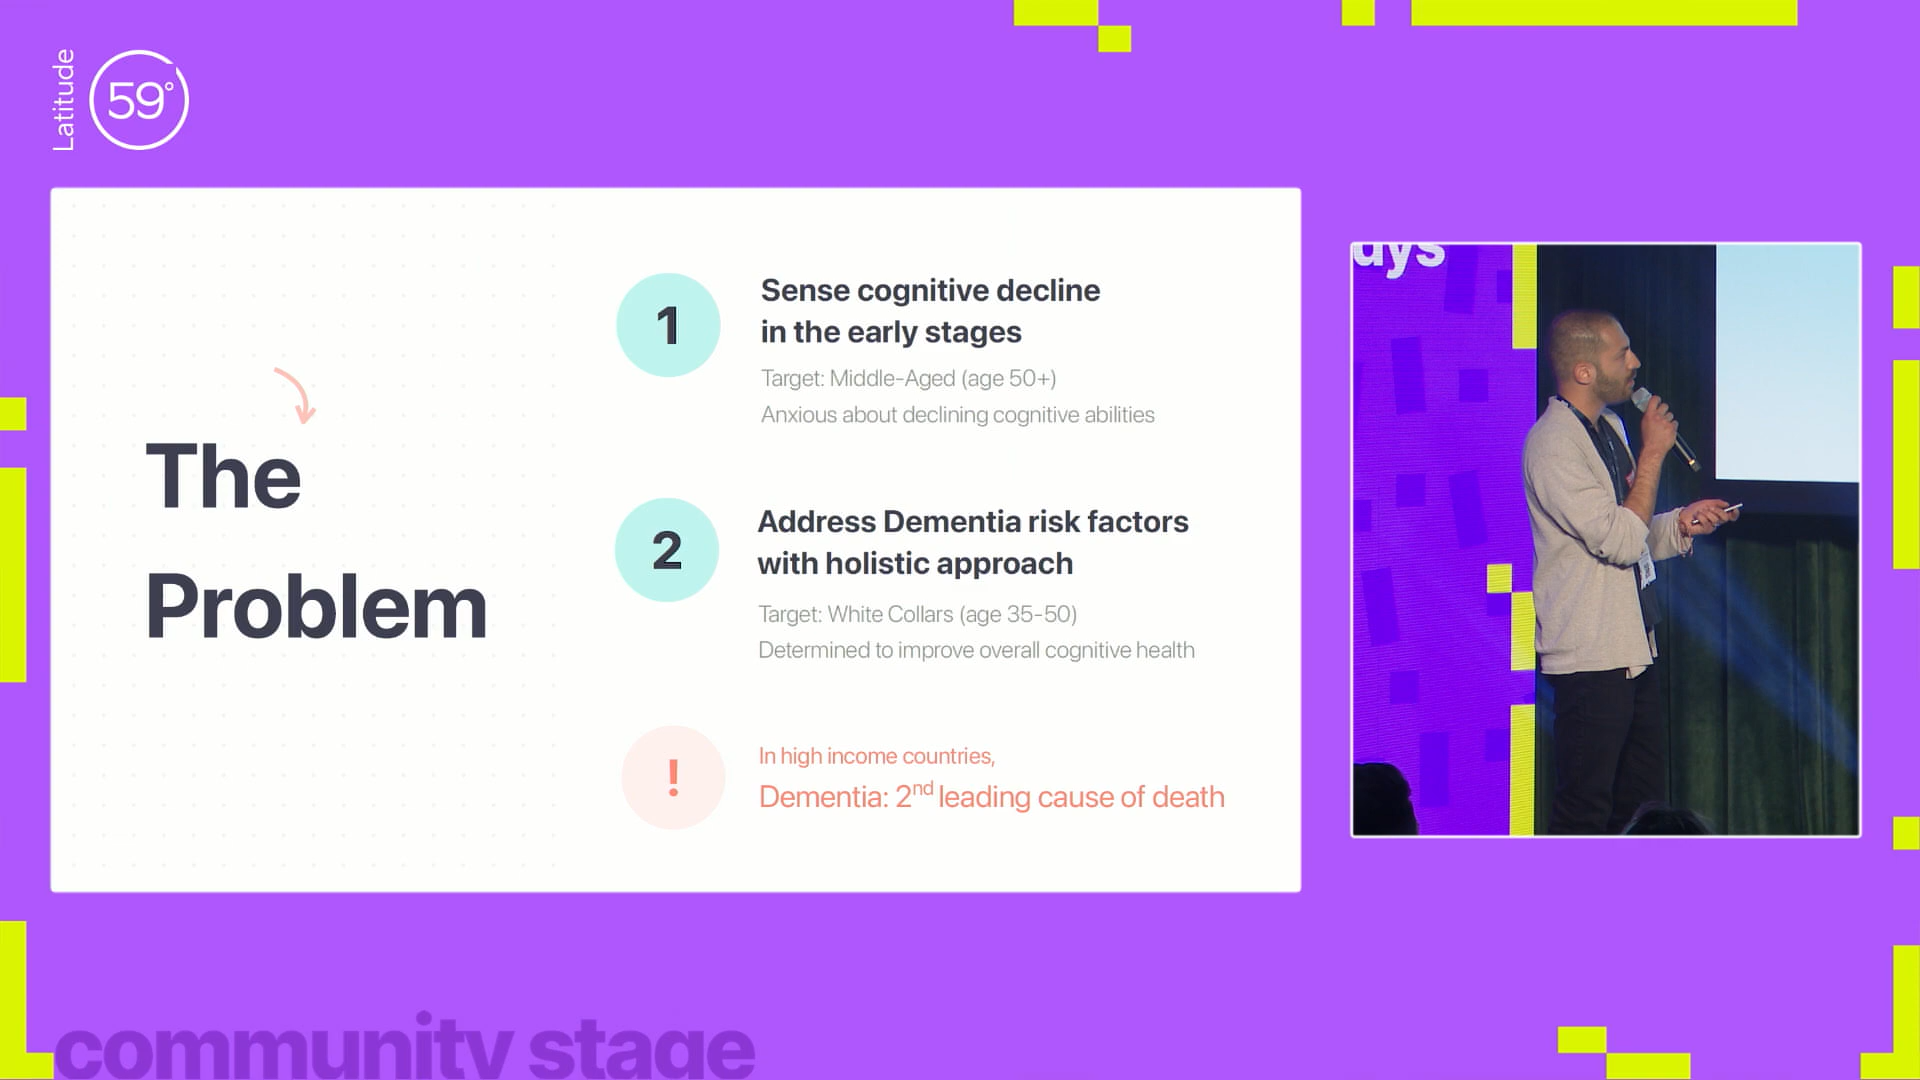 Latitude
59°
The
Problem
1
Sense cognitive decline
in the early stages
Target: Middle-Aged (age 50+)
Anxious about declining cognitive abilities
2
Address Dementia risk factors
with holistic approach
Target: White Collars (age 35-50)
Determined to improve overall cognitive health
!
In high income countries,
Dementia: 2nd leading cause of death
community stage